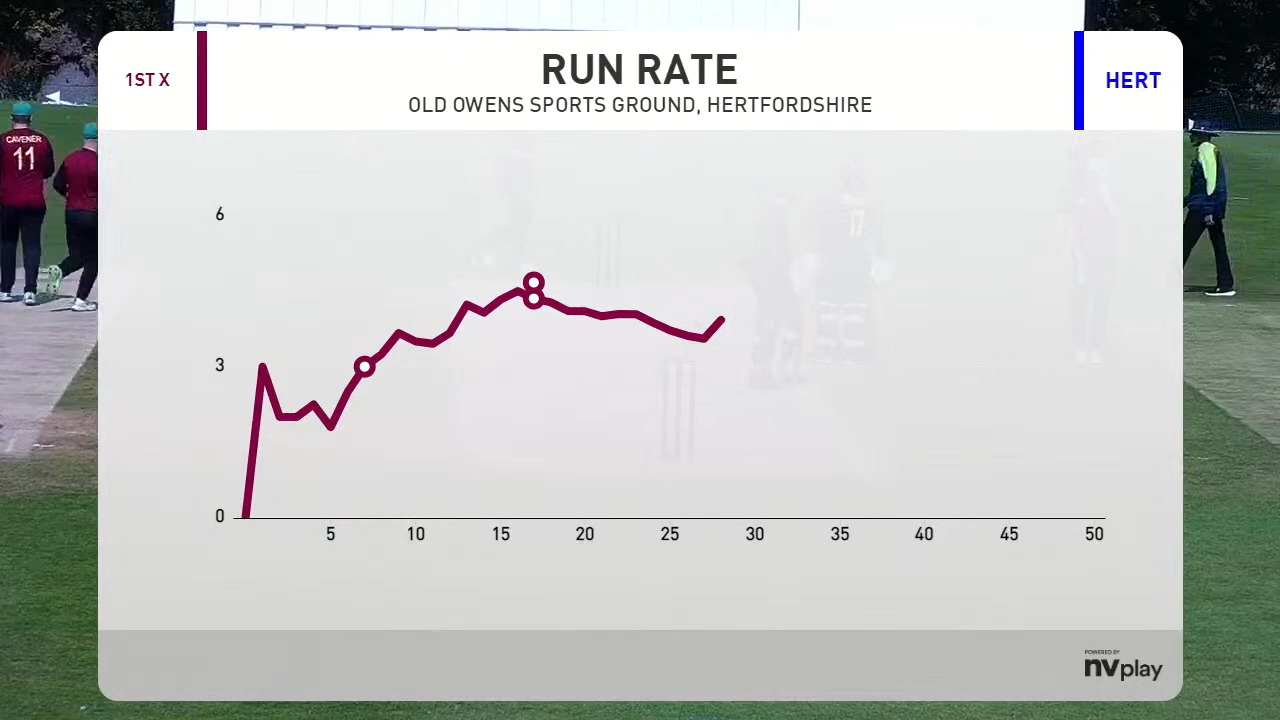 1ST X
RUN RATE
OLD OWENS SPORTS GROUND, HERTFORDSHIRE
HERT
CAVENER
11
17
6
3
0
5 10 15 20 25 30 35 40 45 50
POWERED BY
nvplay